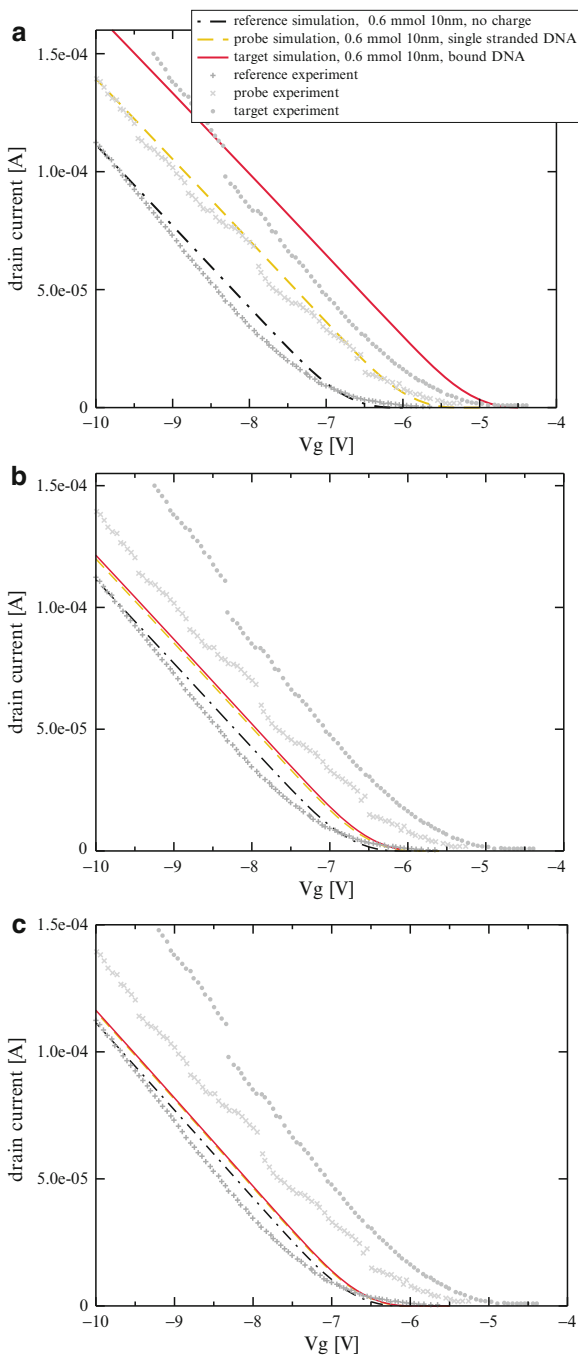 a
reference simulation, 0.6 mmol 10nm, no charge
probe simulation, 0.6 mmol 10nm, single stranded DNA
target simulation, 0.6 mmol 10nm, bound DNA
reference experiment
probe experiment
target experiment
1.5e-04
1.0e-04
5.0e-05
0
drain current [A]
−10 −9 −8 −7 −6 −5 −4
Vg [V]
b
1.5e-04
1.0e-04
5.0e-05
0
drain current [A]
−10 −9 −8 −7 −6 −5 −4
Vg [V]
c
1.5e-04
1.0e-04
5.0e-05
0
drain current [A]
−10 −9 −8 −7 −6 −5 −4
Vg [V]